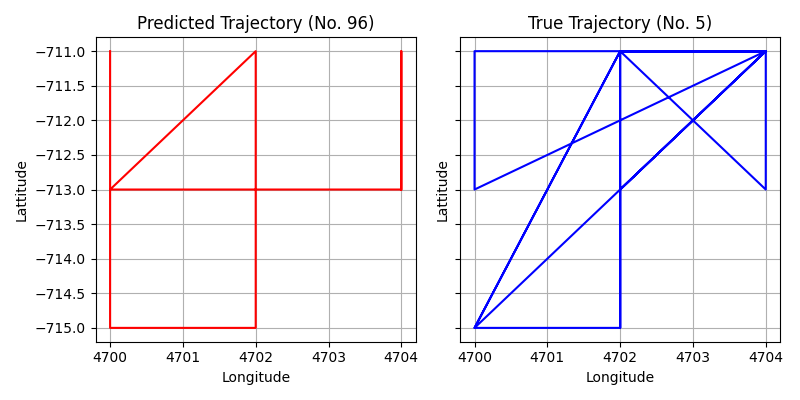 Predicted Trajectory (No. 96)
True Trajectory (No. 5)
Lattitude
−711.0
−711.5
−712.0
−712.5
−713.0
−713.5
−714.0
−714.5
−715.0
4700 4701 4702 4703 4704
Longitude
Lattitude
4700 4701 4702 4703 4704
Longitude